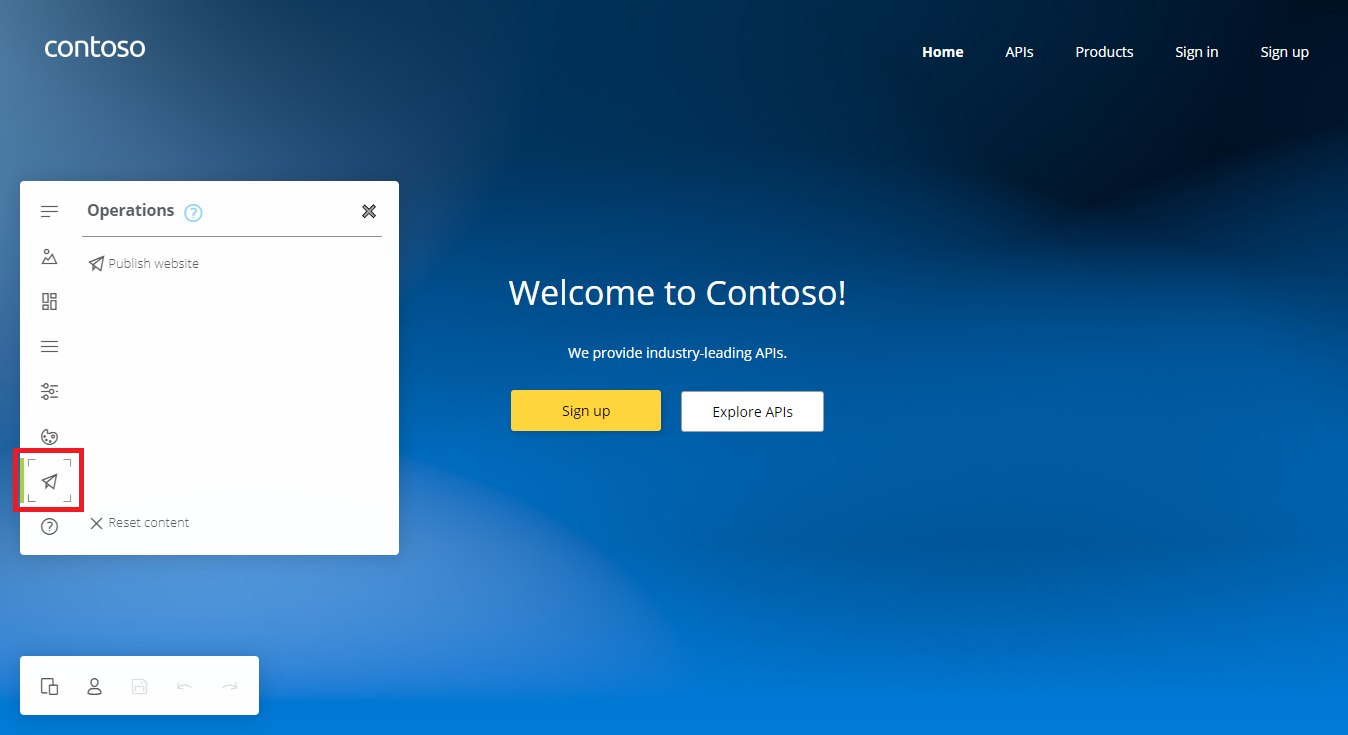 contoso
Home APIs Products Sign in Sign up
Operations ?
Publish website
Welcome to Contoso!
We provide industry-leading APIs.
Sign up Explore APIs
? Reset content